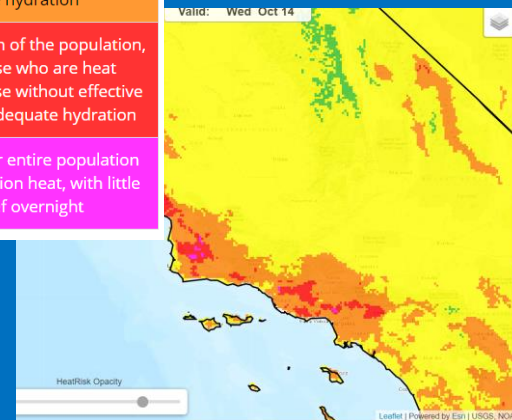 hydration
of the population,
se who are heat
se without effective
dequate hydration
r entire population
ion heat, with little
f overnight
Valid: Wed Oct 14
HeatRisk Opacity
Leaflet | Powered by Esri | USGS, NOA